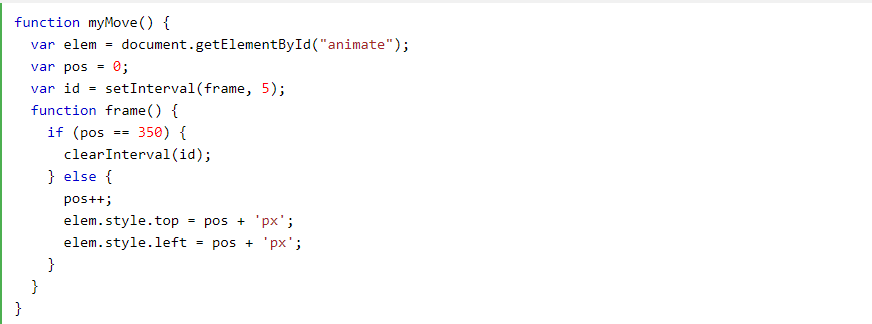 function myMove() {
  var elem = document.getElementById("animate");
  var pos = 0;
  var id = setInterval(frame, 5);
  function frame() {
    if (pos == 350) {
      clearInterval(id);
    } else {
      pos++;
      elem.style.top = pos + 'px';
      elem.style.left = pos + 'px';
    }
  }
}